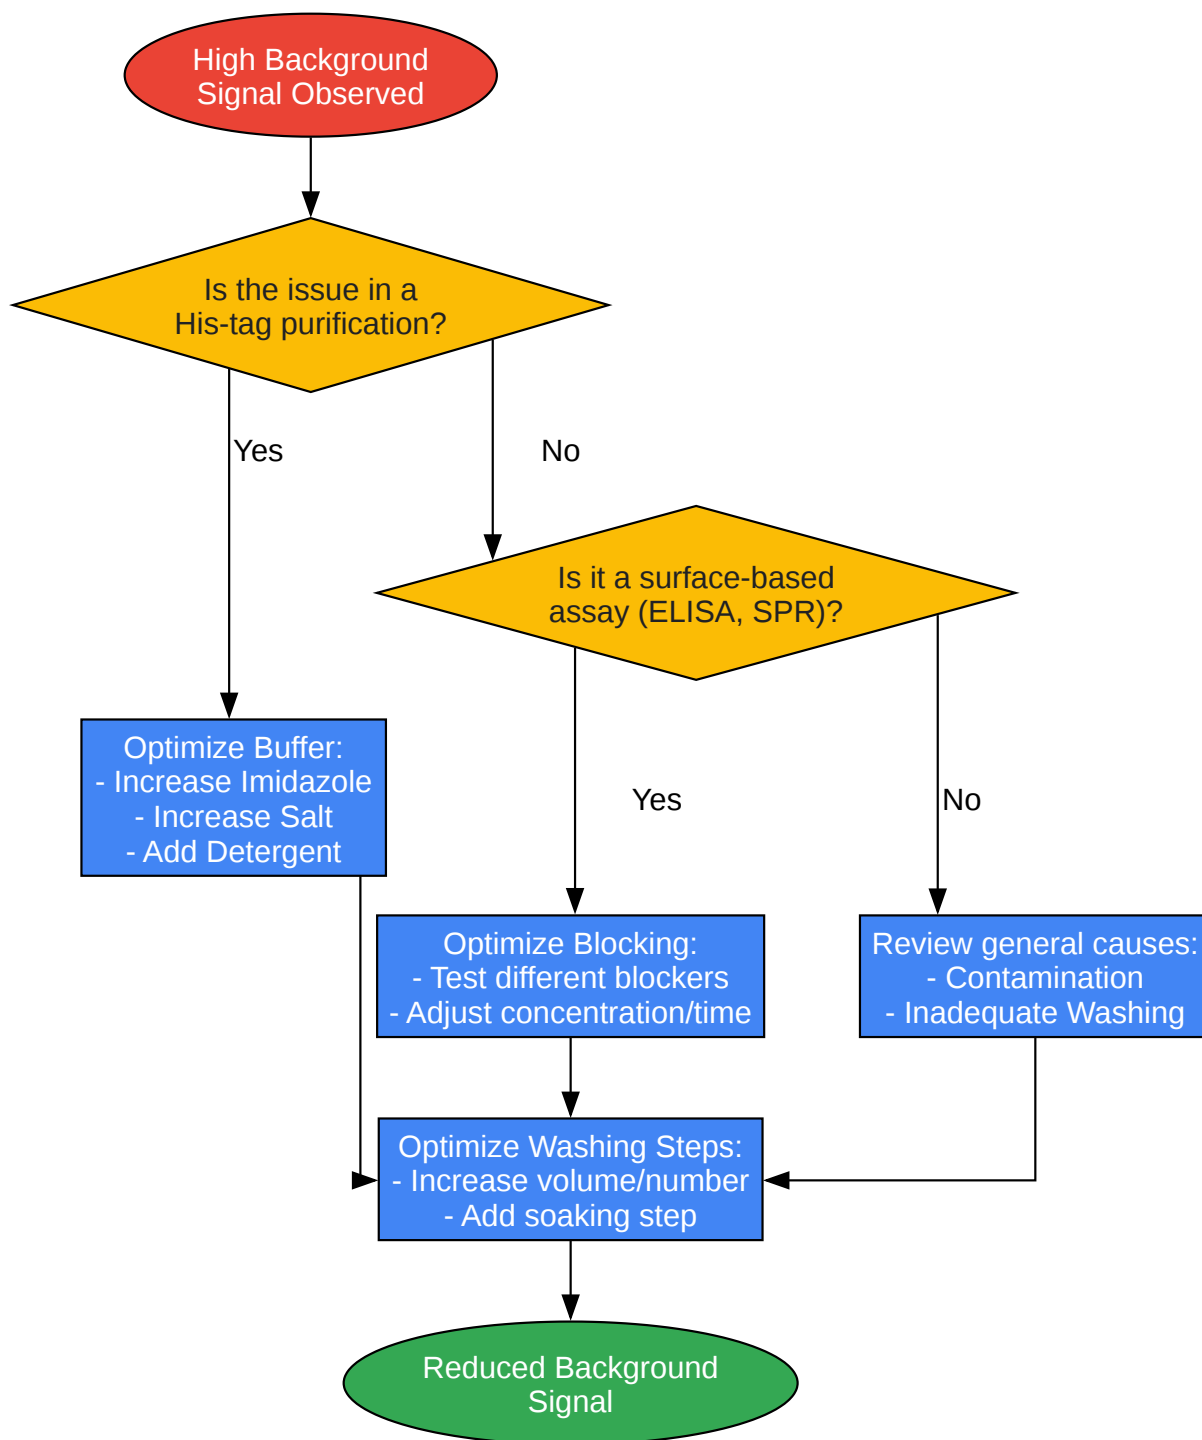 High Background
Signal Observed
Is the issue in a
His-tag purification?
Yes
No
Is it a surface-based
assay (ELISA, SPR)?
Optimize Buffer:
- Increase Imidazole
- Increase Salt
- Add Detergent
Yes
No
Optimize Blocking:
- Test different blockers
- Adjust concentration/time
Review general causes:
- Contamination
- Inadequate Washing
Optimize Washing Steps:
- Increase volume/number
- Add soaking step
Reduced Background
Signal